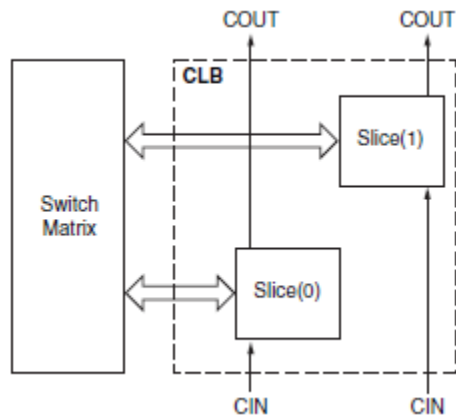 COUT COUT
CLB
Slice(1)
Switch
Matrix
Slice(0)
CIN CIN